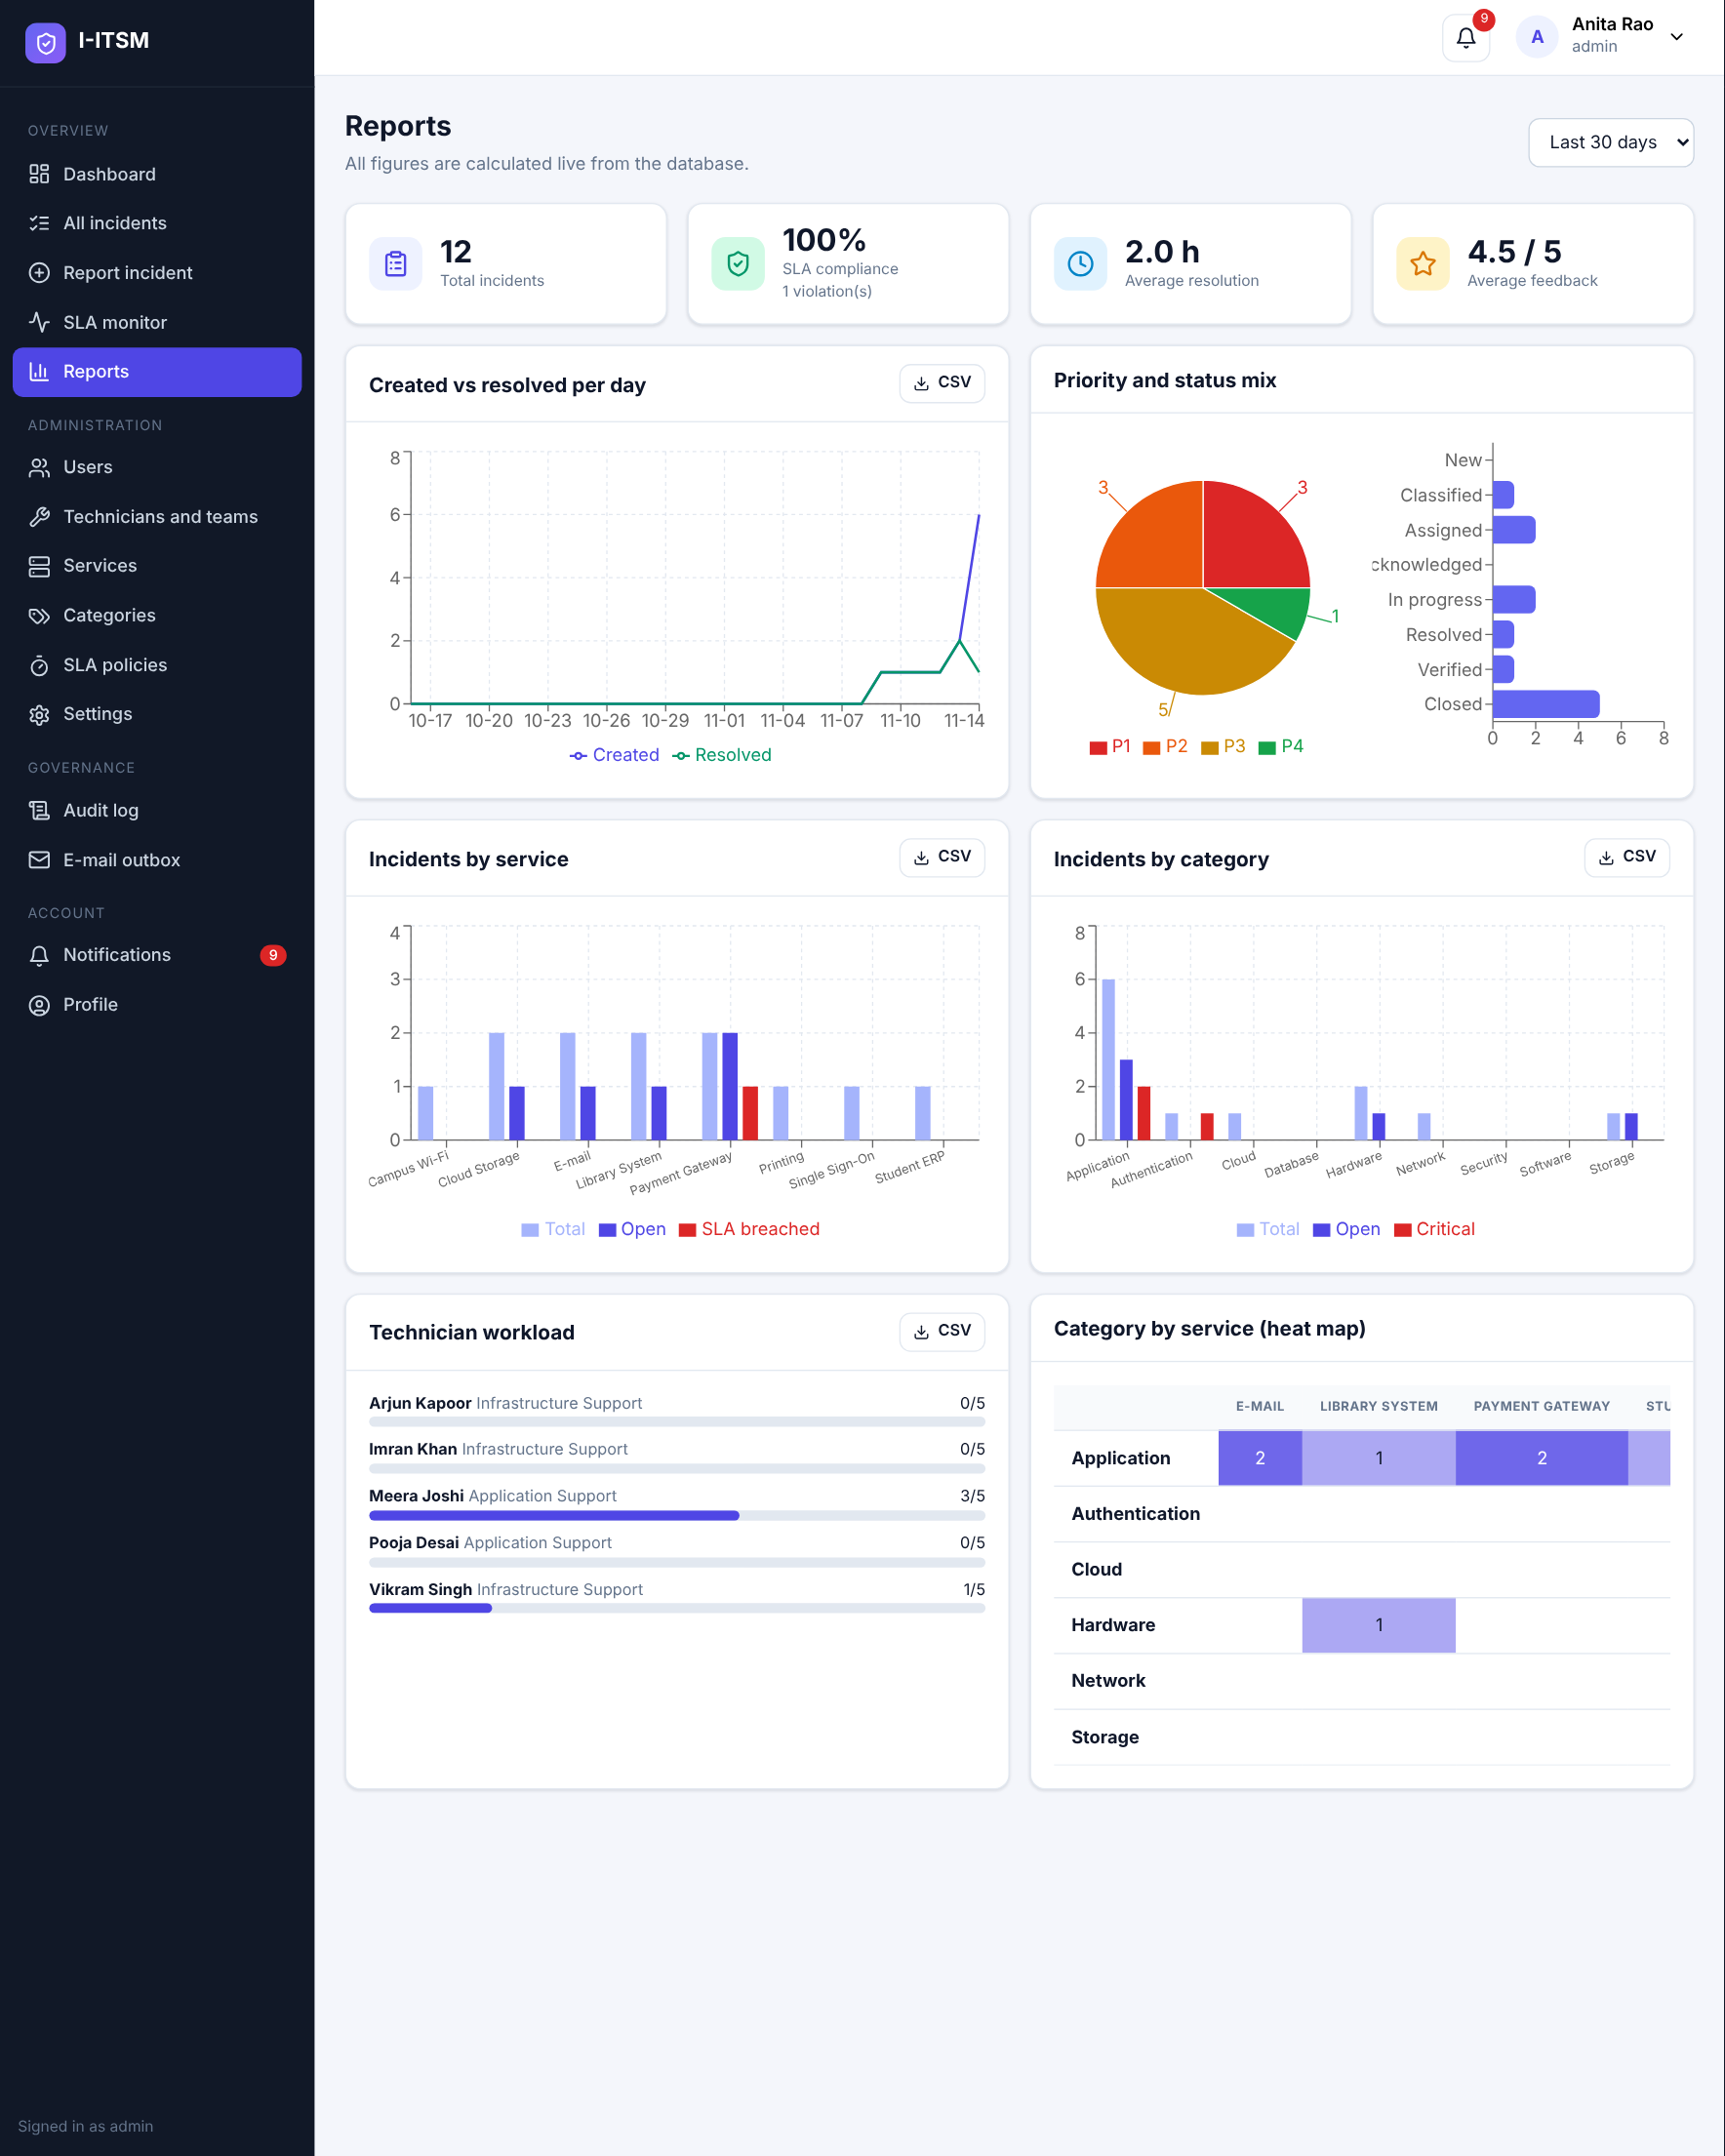 I-ITSM
9
A
Anita Rao
admin
OVERVIEW
Dashboard
All incidents
Report incident
SLA monitor
Reports
ADMINISTRATION
Users
Technicians and teams
Services
Categories
SLA policies
Settings
GOVERNANCE
Audit log
E-mail outbox
ACCOUNT
Notifications 9
Profile
Signed in as admin
Reports
All figures are calculated live from the database.
Last 30 days
12
Total incidents
100%
SLA compliance
1 violation(s)
2.0 h
Average resolution
4.5 / 5
Average feedback
Created vs resolved per day
CSV
8
6
4
2
0
10-17 10-20 10-23 10-26 10-29 11-01 11-04 11-07 11-10 11-14
Created Resolved
Priority and status mix
3
3
1
5
P1 P2 P3 P4
New
Classified
Assigned
cknowledged
In progress
Resolved
Verified
Closed
0 2 4 6 8
Incidents by service
CSV
4
3
2
1
0
Campus Wi-Fi Cloud Storage E-mail Library System Payment Gateway Printing Single Sign-On Student ERP
Total Open SLA breached
Incidents by category
CSV
8
6
4
2
0
Application Authentication Cloud Database Hardware Network Security Software Storage
Total Open Critical
Technician workload
CSV
Arjun Kapoor Infrastructure Support 0/5
Imran Khan Infrastructure Support 0/5
Meera Joshi Application Support 3/5
Pooja Desai Application Support 0/5
Vikram Singh Infrastructure Support 1/5
Category by service (heat map)
E-MAIL LIBRARY SYSTEM PAYMENT GATEWAY STU
Application 2 1 2
Authentication
Cloud
Hardware 1
Network
Storage